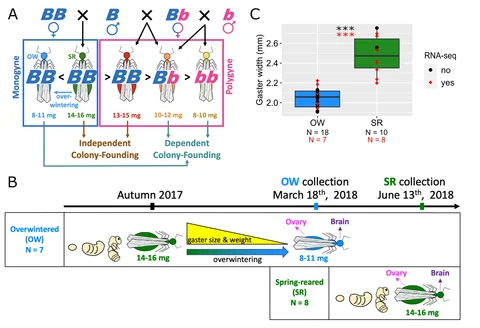 A
BB × B Bb b
♀ ♂ ♀ ♂
Monogyne
Polygyne
OW SR
BB < BB BB > Bb > bb
over-
wintering
8-11 mg 14-16 mg 13-15 mg 10-12 mg 8-10 mg
Independent
Colony-Founding
Dependent
Colony-Founding
C
Gaster width (mm)
2.6
2.4
2.2
2.0
***
***
OW SR
N = 18 N = 10
N = 7 N = 8
RNA-seq
no
yes
B
Autumn 2017
OW collection
March 18th, 2018
SR collection
June 13th, 2018
Overwintered
(OW)
N = 7
14-16 mg
gaster size & weight
overwintering
Ovary Brain
8-11 mg
Spring-reared
(SR)
N = 8
Ovary Brain
14-16 mg